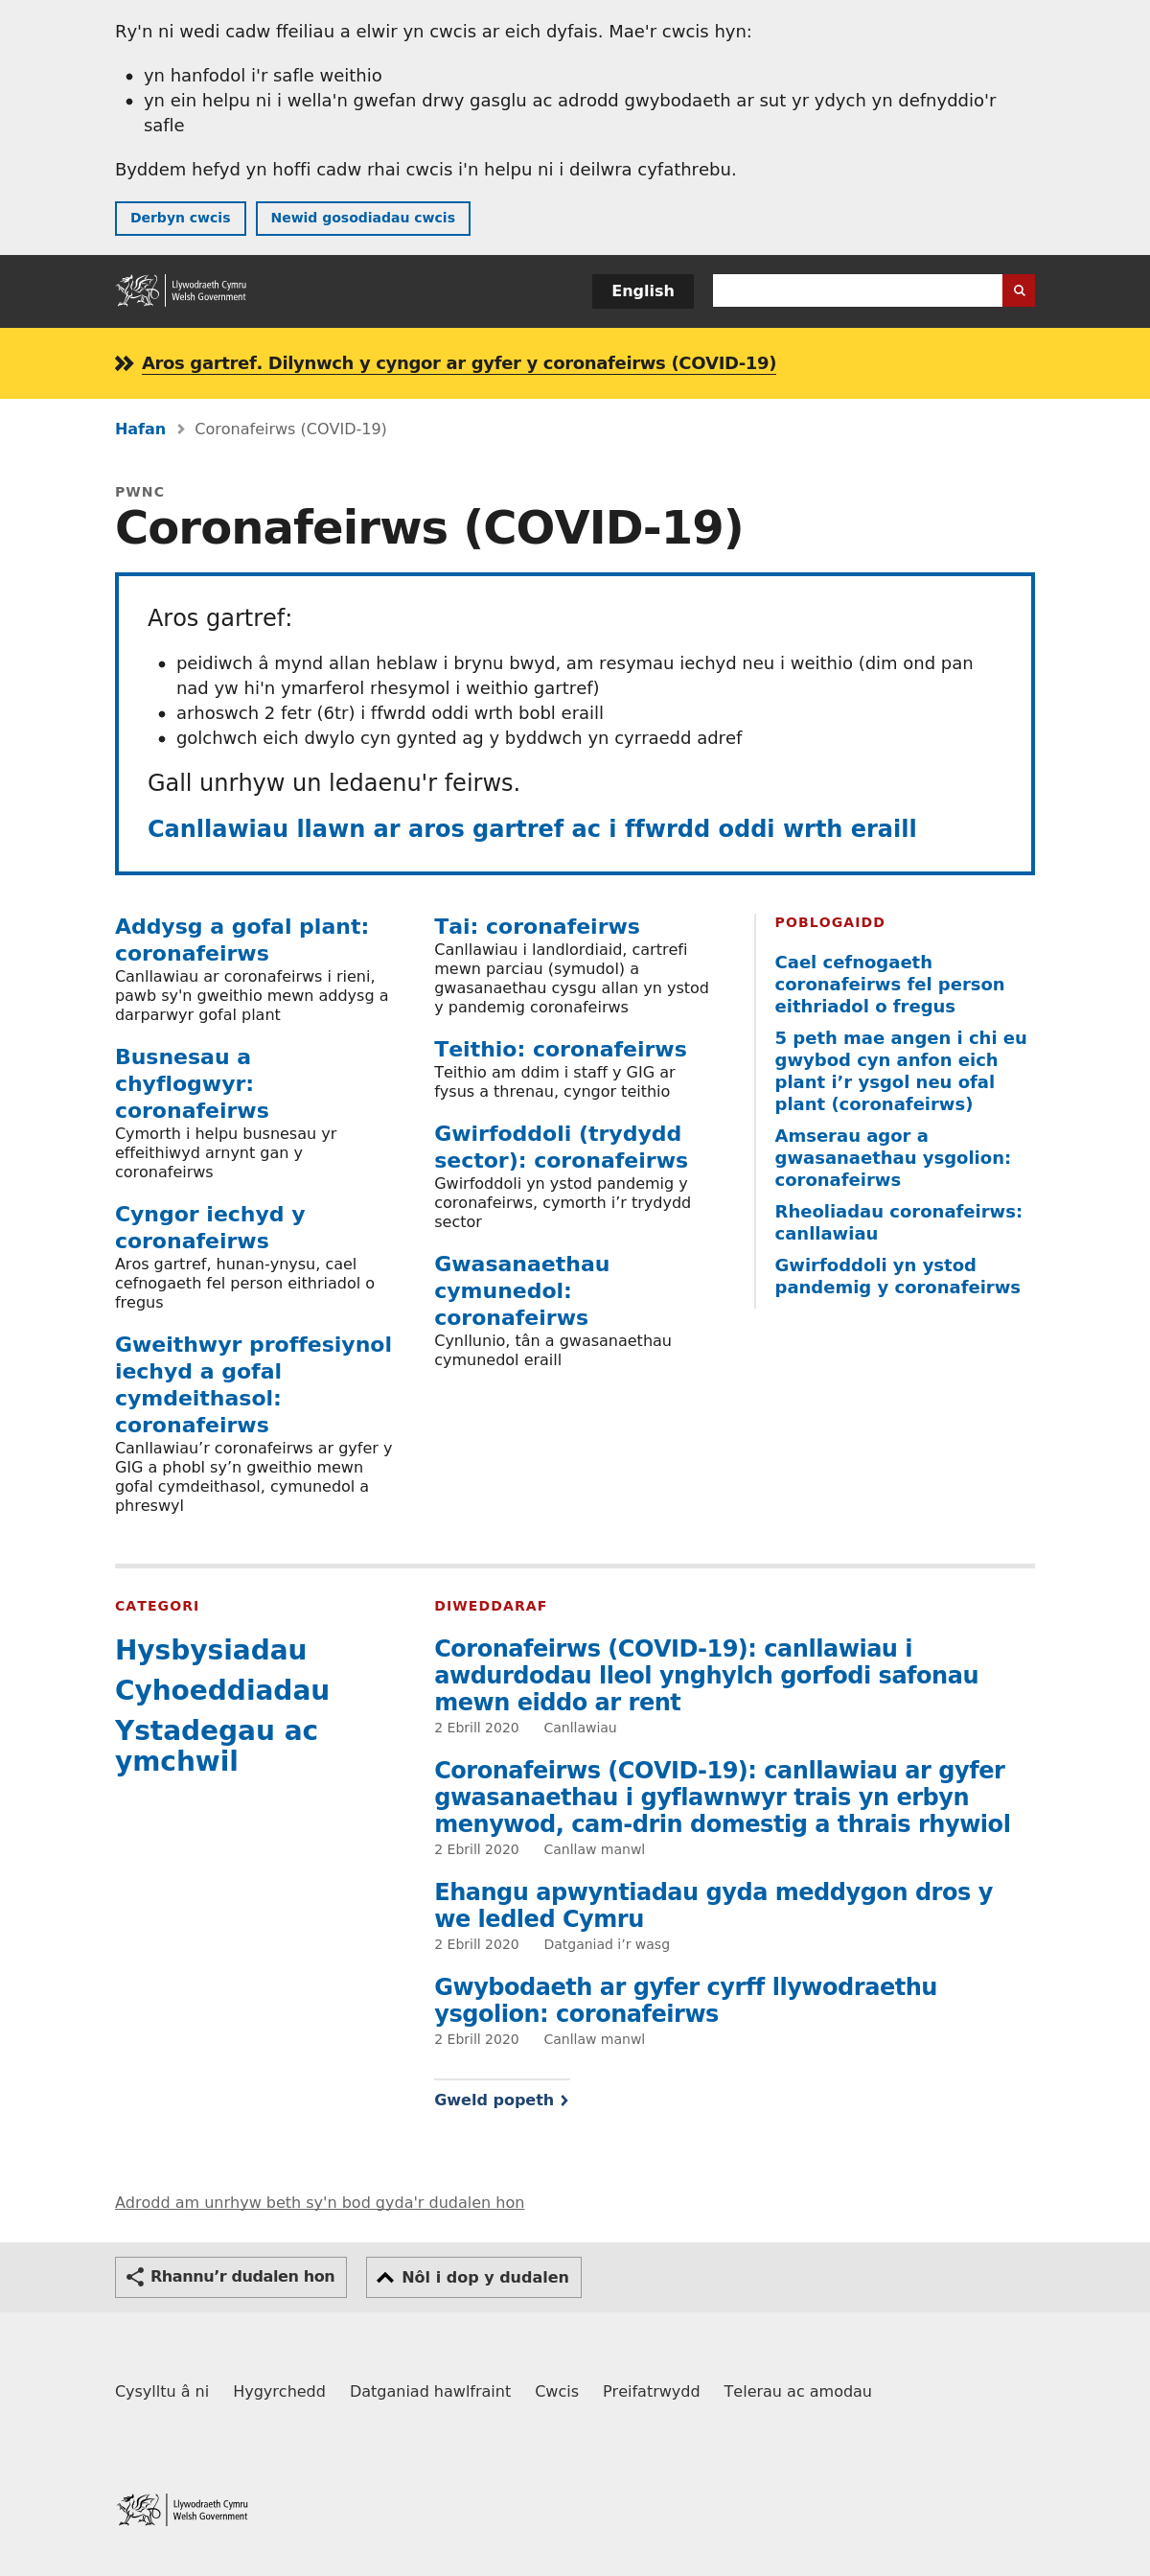 Ry'n ni wedi cadw ffeiliau a elwir yn cwcis ar eich dyfais. Mae'r cwcis hyn:
yn hanfodol i'r safle weithio
yn ein helpu ni i wella'n gwefan drwy gasglu ac adrodd gwybodaeth ar sut yr ydych yn defnyddio'r
safle
Byddem hefyd yn hoffi cadw rhai cwcis i'n helpu ni i deilwra cyfathrebu.
Derbyn cwcis
Newid gosodiadau cwcis
Llywodraeth Cymru
Welsh Government
English
Aros gartref. Dilynwch y cyngor ar gyfer y coronafeirws (COVID-19)
Hafan
Coronafeirws (COVID-19)
PWNC
Coronafeirws (COVID-19)
Aros gartref:
peidiwch â mynd allan heblaw i brynu bwyd, am resymau iechyd neu i weithio (dim ond pan
nad yw hi'n ymarferol rhesymol i weithio gartref)
arhoswch 2 fetr (6tr) i ffwrdd oddi wrth bobl eraill
golchwch eich dwylo cyn gynted ag y byddwch yn cyrraedd adref
Gall unrhyw un ledaenu'r feirws.
Canllawiau llawn ar aros gartref ac i ffwrdd oddi wrth eraill
Addysg a gofal plant:
coronafeirws
Canllawiau ar coronafeirws i rieni,
pawb sy'n gweithio mewn addysg a
darparwyr gofal plant
Busnesau a
chyflogwyr:
coronafeirws
Cymorth i helpu busnesau yr
effeithiwyd arnynt gan y
coronafeirws
Cyngor iechyd y
coronafeirws
Aros gartref, hunan-ynysu, cael
cefnogaeth fel person eithriadol o
fregus
Gweithwyr proffesiynol
iechyd a gofal
cymdeithasol:
coronafeirws
Canllawiau’r coronafeirws ar gyfer y
GIG a phobl sy’n gweithio mewn
gofal cymdeithasol, cymunedol a
phreswyl
Tai: coronafeirws
Canllawiau i landlordiaid, cartrefi
mewn parciau (symudol) a
gwasanaethau cysgu allan yn ystod
y pandemig coronafeirws
Teithio: coronafeirws
Teithio am ddim i staff y GIG ar
fysus a threnau, cyngor teithio
Gwirfoddoli (trydydd
sector): coronafeirws
Gwirfoddoli yn ystod pandemig y
coronafeirws, cymorth i’r trydydd
sector
Gwasanaethau
cymunedol:
coronafeirws
Cynllunio, tân a gwasanaethau
cymunedol eraill
POBLOGAIDD
Cael cefnogaeth
coronafeirws fel person
eithriadol o fregus
5 peth mae angen i chi eu
gwybod cyn anfon eich
plant i’r ysgol neu ofal
plant (coronafeirws)
Amserau agor a
gwasanaethau ysgolion:
coronafeirws
Rheoliadau coronafeirws:
canllawiau
Gwirfoddoli yn ystod
pandemig y coronafeirws
CATEGORI
Hysbysiadau
Cyhoeddiadau
Ystadegau ac
ymchwil
DIWEDDARAF
Coronafeirws (COVID-19): canllawiau i
awdurdodau lleol ynghylch gorfodi safonau
mewn eiddo ar rent
2 Ebrill 2020 Canllawiau
Coronafeirws (COVID-19): canllawiau ar gyfer
gwasanaethau i gyflawnwyr trais yn erbyn
menywod, cam-drin domestig a thrais rhywiol
2 Ebrill 2020 Canllaw manwl
Ehangu apwyntiadau gyda meddygon dros y
we ledled Cymru
2 Ebrill 2020 Datganiad i’r wasg
Gwybodaeth ar gyfer cyrff llywodraethu
ysgolion: coronafeirws
2 Ebrill 2020 Canllaw manwl
Gweld popeth
Adrodd am unrhyw beth sy'n bod gyda'r dudalen hon
Rhannu’r dudalen hon
Nôl i dop y dudalen
Cysylltu â ni
Hygyrchedd
Datganiad hawlfraint
Cwcis
Preifatrwydd
Telerau ac amodau
Llywodraeth Cymru
Welsh Government